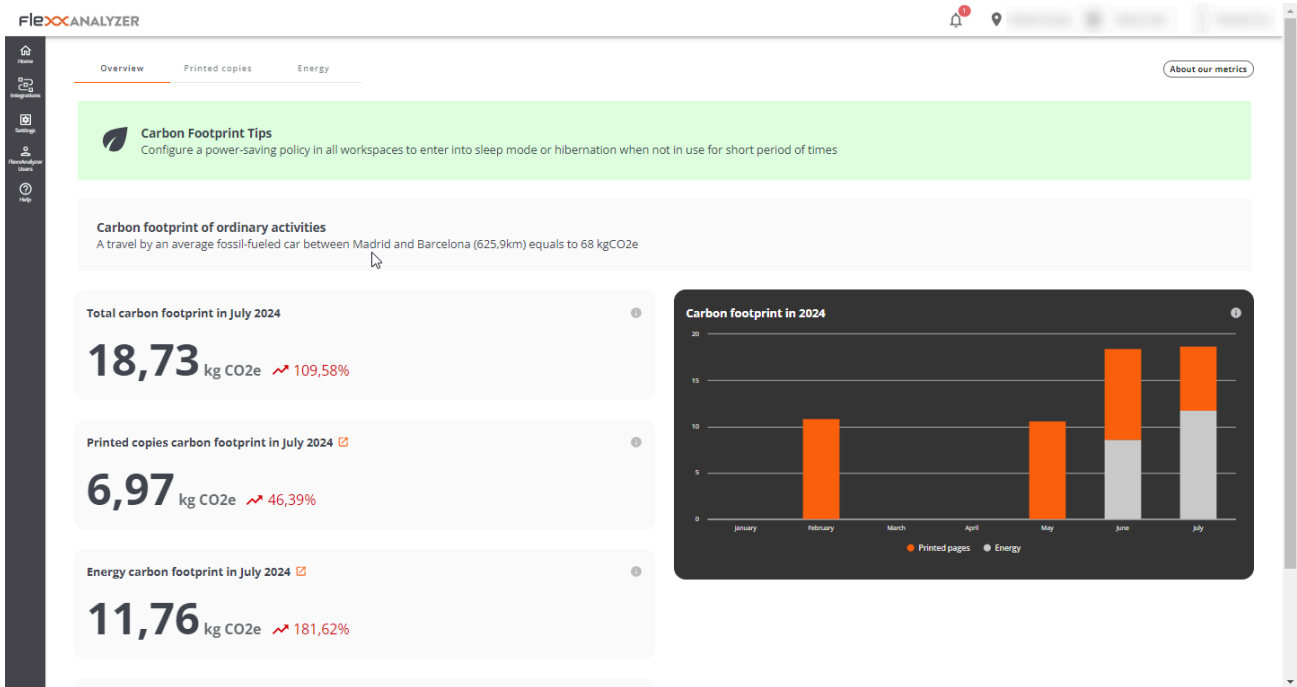 FlexxANALYZER
1
Home
Integrations
Settings
FlexxAnalyzer
Users
Help
Overview
Printed copies
Energy
About our metrics
Carbon Footprint Tips
Configure a power-saving policy in all workspaces to enter into sleep mode or hibernation when not in use for short period of times
Carbon footprint of ordinary activities
A travel by an average fossil-fueled car between Madrid and Barcelona (625,9km) equals to 68 kgCO2e
Total carbon footprint in July 2024
18,73 kg CO2e 109,58%
Printed copies carbon footprint in July 2024
6,97 kg CO2e 46,39%
Energy carbon footprint in July 2024
11,76 kg CO2e 181,62%
Carbon footprint in 2024
20
15
10
5
0
January February March April May June July
Printed pages Energy